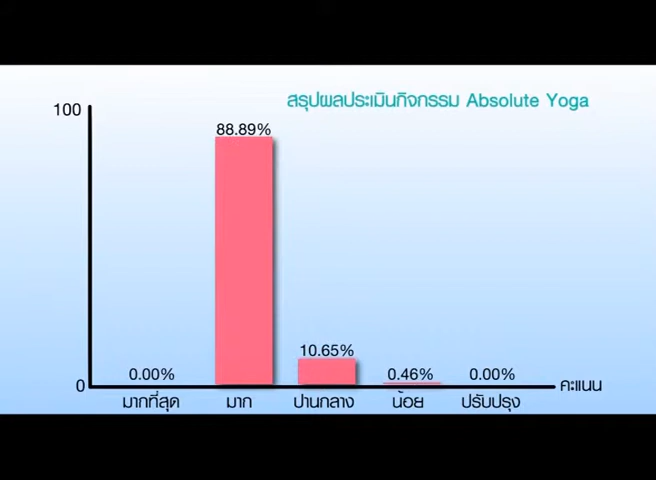 สรุปผลประเมินกิจกรรม Absolute Yoga
100
88.89%
10.65%
0.00%
0.46%
0.00%
0
คะแนน
มากที่สุด
มาก
ปานกลาง
น้อย
ปรับปรุง